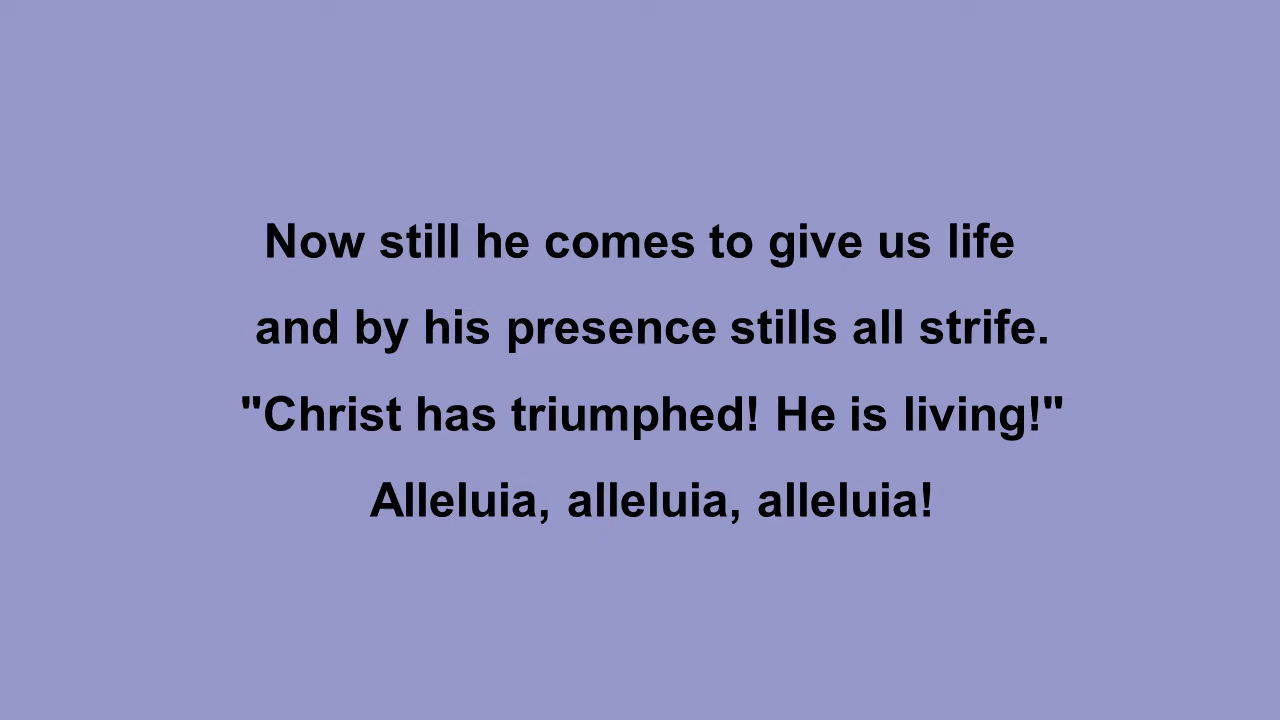 Now still he comes to give us life
and by his presence stills all strife.
"Christ has triumphed! He is living!"
Alleluia, alleluia, alleluia!